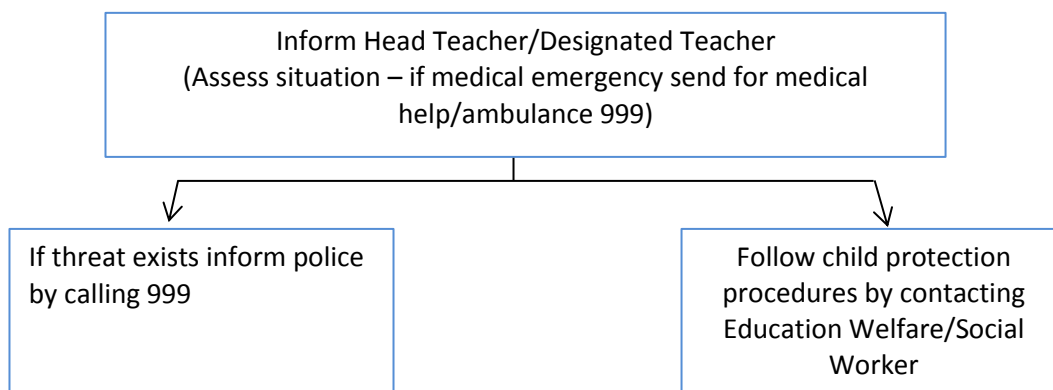 Inform Head Teacher/Designated Teacher
(Assess situation – if medical emergency send for medical
help/ambulance 999)
If threat exists inform police
by calling 999
Follow child protection
procedures by contacting
Education Welfare/Social
Worker